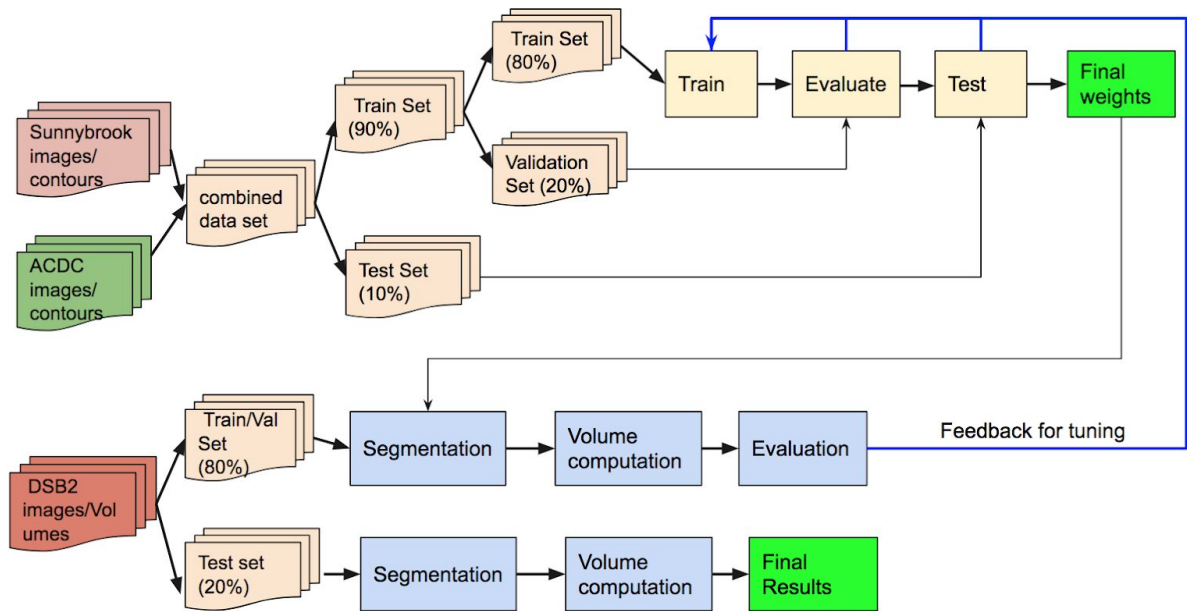 Sunnybrook
images/
contours
ACDC
images/
contours
combined
data set
Train Set
(90%)
Test Set
(10%)
Train Set
(80%)
Validation
Set (20%)
Train
Evaluate
Test
Final
weights
DSB2
images/Vol
umes
Train/Val
Set
(80%)
Segmentation
Volume
computation
Evaluation
Feedback for tuning
Test set
(20%)
Segmentation
Volume
computation
Final
Results